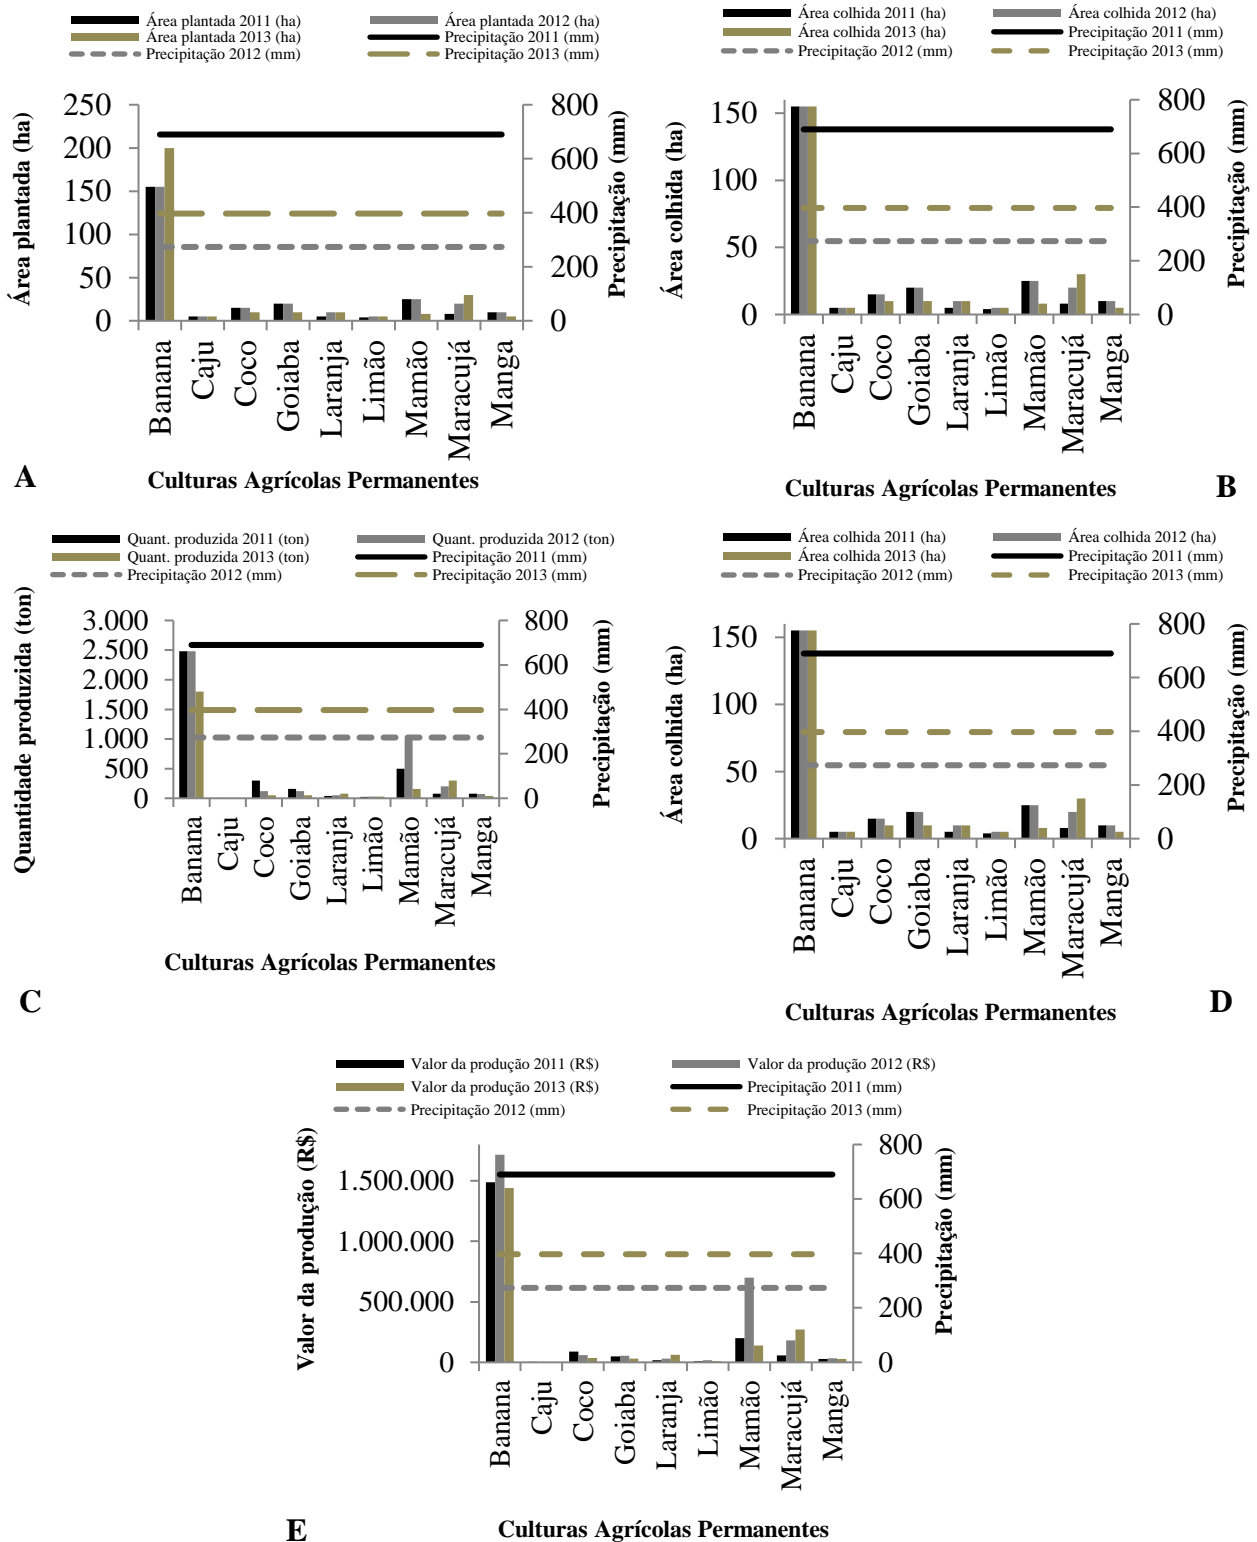 Área plantada 2011 (ha) Área plantada 2012 (ha)
Área plantada 2013 (ha) Precipitação 2011 (mm)
Precipitação 2012 (mm) Precipitação 2013 (mm)
Área plantada (ha)
250
200
150
100
50
0
800
600
400
200
0
Precipitação (mm)
Banana
Caju
Coco
Goiaba
Laranja
Limão
Mamão
Maracujá
Manga
Culturas Agrícolas Permanentes
A
Área colhida 2011 (ha) Área colhida 2012 (ha)
Área colhida 2013 (ha) Precipitação 2011 (mm)
Precipitação 2012 (mm) Precipitação 2013 (mm)
Área colhida (ha)
150
100
50
0
800
600
400
200
0
Precipitação (mm)
Banana
Caju
Coco
Goiaba
Laranja
Limão
Mamão
Maracujá
Manga
Culturas Agrícolas Permanentes
B
Quant. produzida 2011 (ton) Quant. produzida 2012 (ton)
Quant. produzida 2013 (ton) Precipitação 2011 (mm)
Precipitação 2012 (mm) Precipitação 2013 (mm)
Quantidade produzida (ton)
3.000
2.500
2.000
1.500
1.000
500
0
800
600
400
200
0
Precipitação (mm)
Banana
Caju
Coco
Goiaba
Laranja
Limão
Mamão
Maracujá
Manga
Culturas Agrícolas Permanentes
C
Área colhida 2011 (ha) Área colhida 2012 (ha)
Área colhida 2013 (ha) Precipitação 2011 (mm)
Precipitação 2012 (mm) Precipitação 2013 (mm)
Área colhida (ha)
150
100
50
0
800
600
400
200
0
Precipitação (mm)
Banana
Caju
Coco
Goiaba
Laranja
Limão
Mamão
Maracujá
Manga
Culturas Agrícolas Permanentes
D
Valor da produção 2011 (R$) Valor da produção 2012 (R$)
Valor da produção 2013 (R$) Precipitação 2011 (mm)
Precipitação 2012 (mm) Precipitação 2013 (mm)
Valor da produção (R$)
1.500.000
1.000.000
500.000
0
800
600
400
200
0
Precipitação (mm)
Banana
Caju
Coco
Goiaba
Laranja
Limão
Mamão
Maracujá
Manga
Culturas Agrícolas Permanentes
E